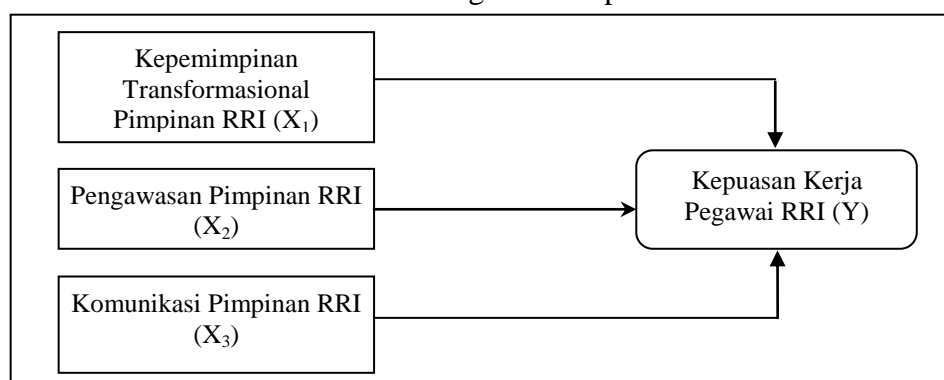 Kepemimpinan
Transformasional
Pimpinan RRI (X₁)
Pengawasan Pimpinan RRI
(X₂)
Komunikasi Pimpinan RRI
(X₃)
Kepuasan Kerja
Pegawai RRI (Y)